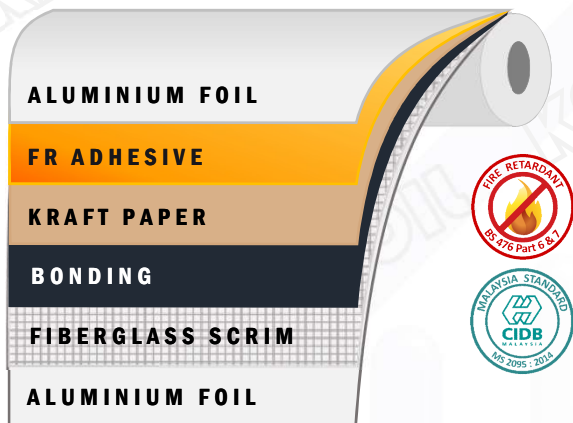 ALUMINIUM FOIL
FR ADHESIVE
KRAFT PAPER
BONDING
FIBERGLASS SCRIM
ALUMINIUM FOIL
FIRE RETARDANT
BS 476 Part 6 & 7
MALAYSIA STANDARD
CIDB
MALAYSIA
MS 2095 : 2014